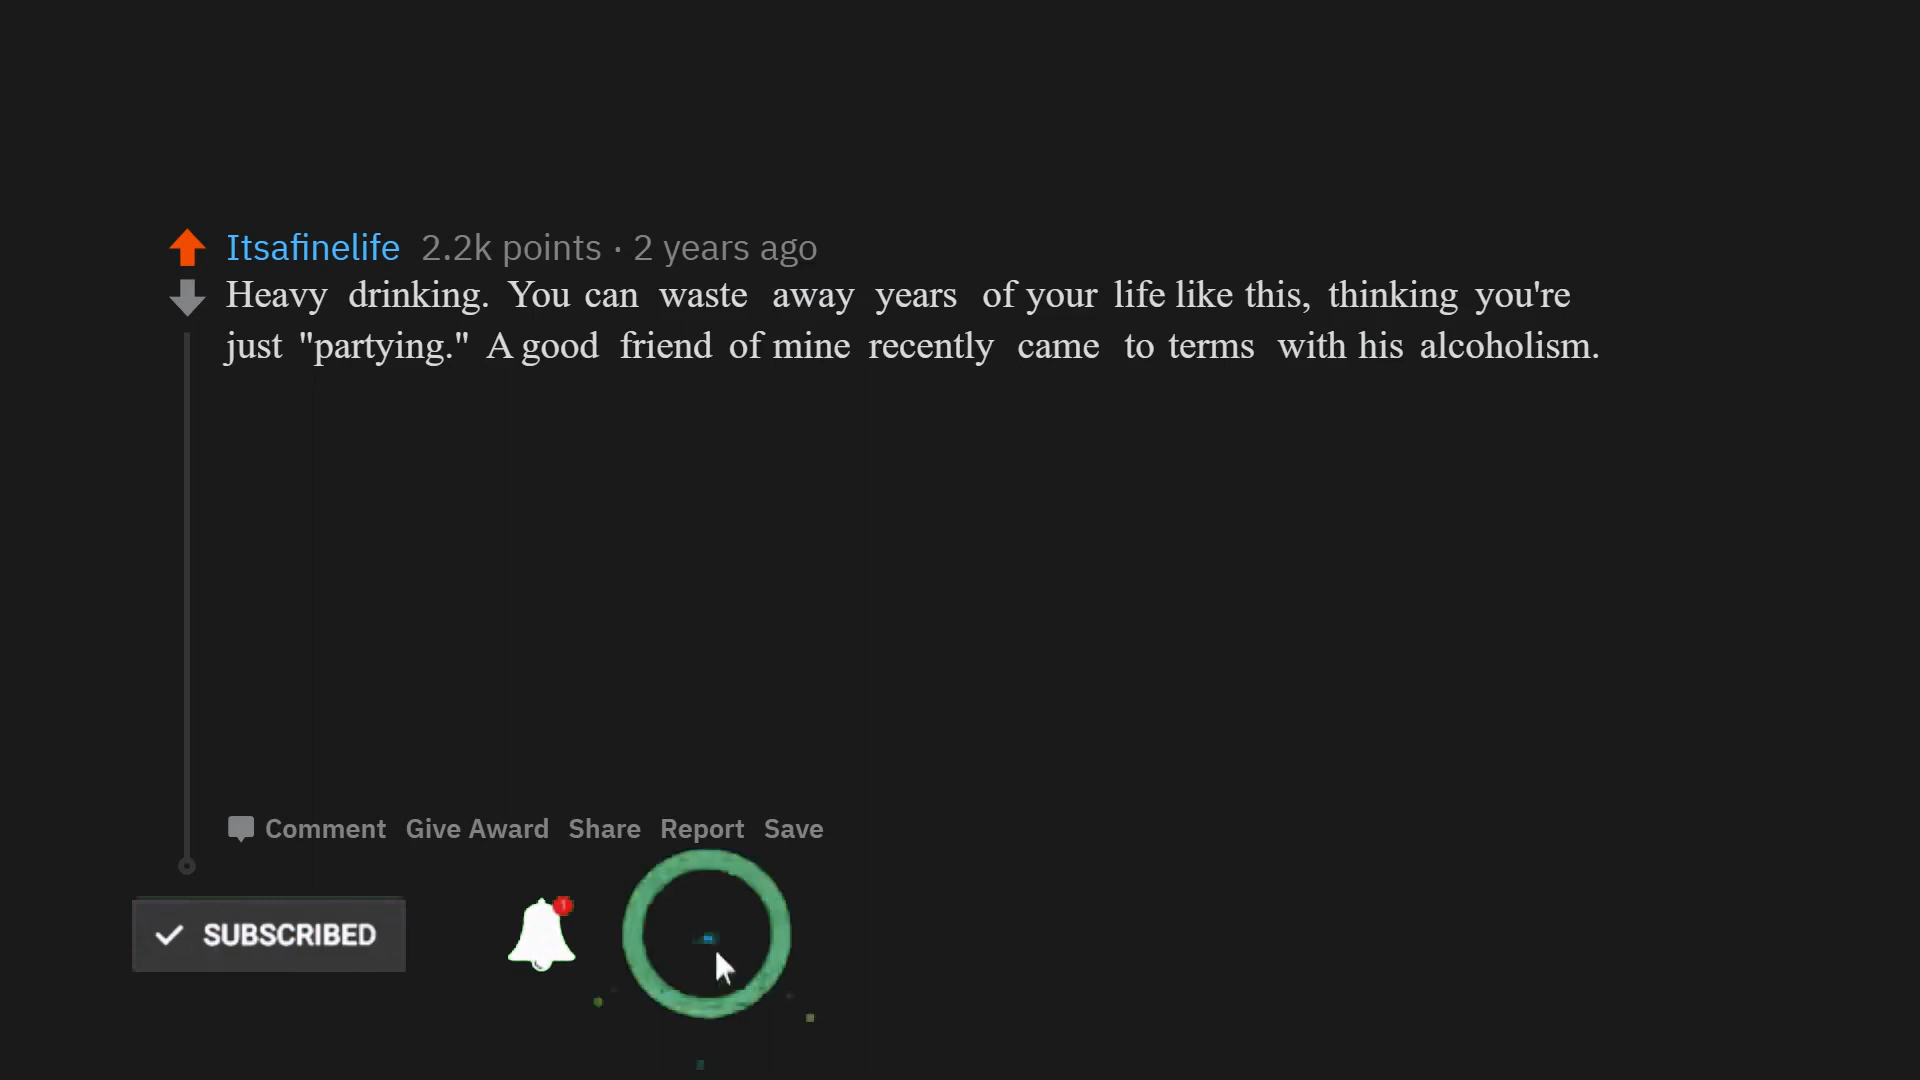 Itsafinelife 2.2k points · 2 years ago
Heavy drinking. You can waste away years of your life like this, thinking you're
just "partying." A good friend of mine recently came to terms with his alcoholism.
Comment Give Award Share Report Save
SUBSCRIBED
1